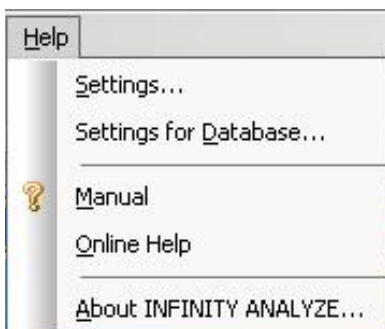 Help
Settings...
Settings for Database...
Manual
Online Help
About INFINITY ANALYZE...